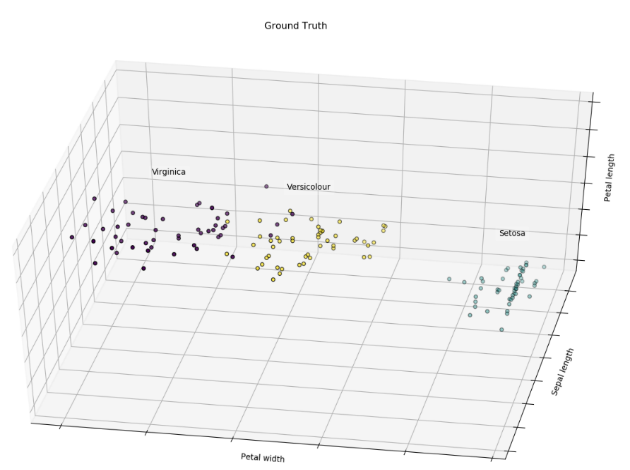 Ground Truth
Virginica
Versicolour
Setosa
Petal length
Sepal length
Petal width